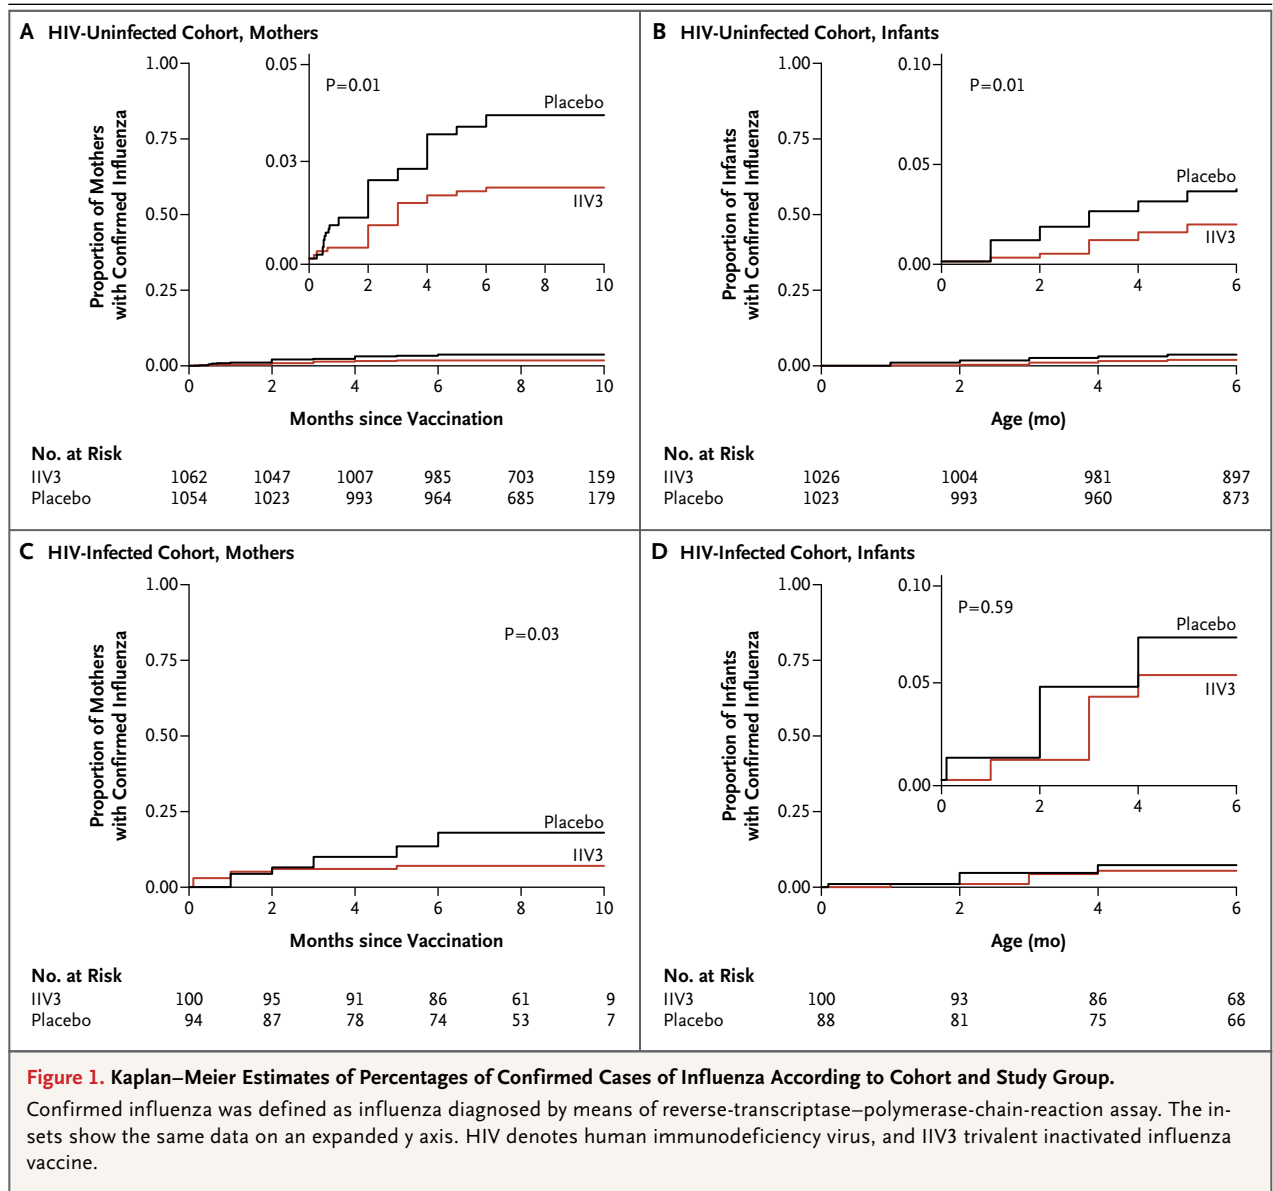 A HIV-Uninfected Cohort, Mothers
Proportion of Mothers
with Confirmed Influenza
1.00
0.75
0.50
0.25
0.00
0 2 4 6 8 10
Months since Vaccination
0.05
0.03
0.00
0 2 4 6 8 10
P=0.01
Placebo
IIV3
No. at Risk
IIV3 1062 1047 1007 985 703 159
Placebo 1054 1023 993 964 685 179
B HIV-Uninfected Cohort, Infants
Proportion of Infants
with Confirmed Influenza
1.00
0.75
0.50
0.25
0.00
0 2 4 6
Age (mo)
0.10
0.05
0.00
0 2 4 6
P=0.01
Placebo
IIV3
No. at Risk
IIV3 1026 1004 981 897
Placebo 1023 993 960 873
C HIV-Infected Cohort, Mothers
Proportion of Mothers
with Confirmed Influenza
1.00
0.75
0.50
0.25
0.00
0 2 4 6 8 10
Months since Vaccination
P=0.03
Placebo
IIV3
No. at Risk
IIV3 100 95 91 86 61 9
Placebo 94 87 78 74 53 7
D HIV-Infected Cohort, Infants
Proportion of Infants
with Confirmed Influenza
1.00
0.75
0.50
0.25
0.00
0 2 4 6
Age (mo)
0.10
0.05
0.00
0 2 4 6
P=0.59
Placebo
IIV3
No. at Risk
IIV3 100 93 86 68
Placebo 88 81 75 66
Figure 1. Kaplan–Meier Estimates of Percentages of Confirmed Cases of Influenza According to Cohort and Study Group.
Confirmed influenza was defined as influenza diagnosed by means of reverse-transcriptase–polymerase-chain-reaction assay. The in-
sets show the same data on an expanded y axis. HIV denotes human immunodeficiency virus, and IIV3 trivalent inactivated influenza
vaccine.